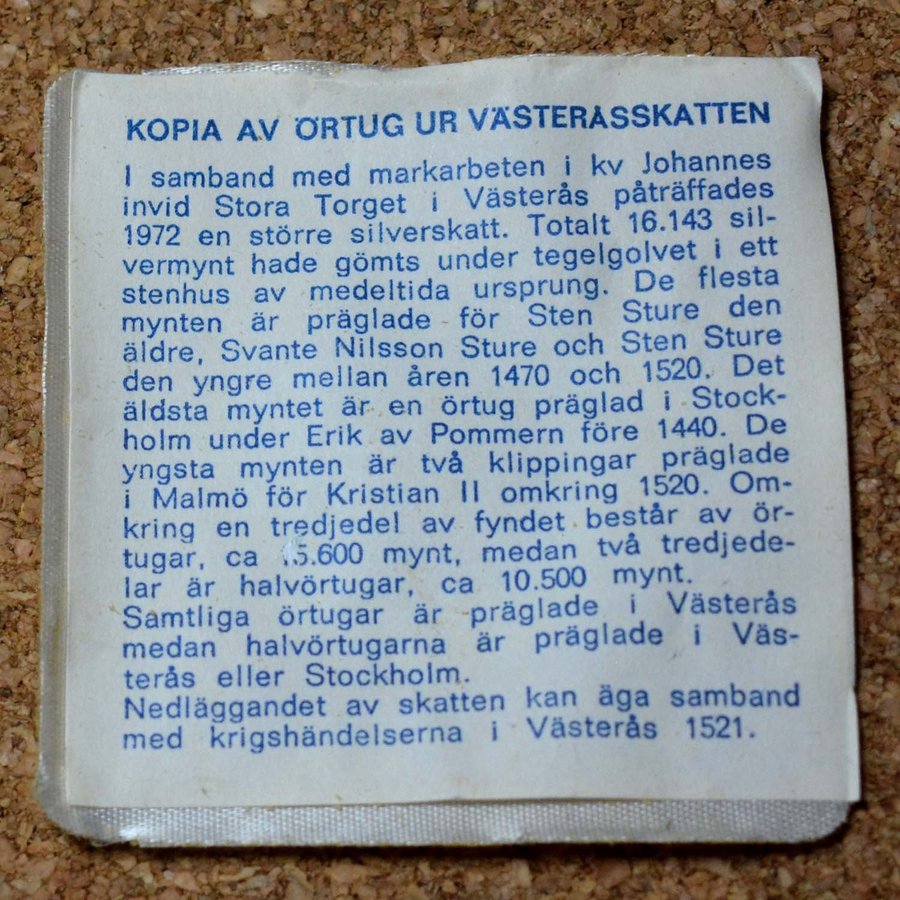 KOPIA AV ÖRTUG UR VÄSTERÅSSKATTEN
I samband med markarbeten i kv Johannes
invid Stora Torget i Västerås påträffades
1972 en större silverskatt. Totalt 16.143 sil-
vermynt hade gömts under tegelgolvet i ett
stenhus av medeltida ursprung. De flesta
mynten är präglade för Sten Sture den
äldre, Svante Nilsson Sture och Sten Sture
den yngre mellan åren 1470 och 1520. Det
äldsta myntet är en örtug präglad i Stock-
holm under Erik av Pommern före 1440. De
yngsta mynten är två klippingar präglade
i Malmö för Kristian II omkring 1520. Om-
kring en tredjedel av fyndet består av ör-
tugar, ca 5.600 mynt, medan två tredjede-
lar är halvörtugar, ca 10.500 mynt.
Samtliga örtugar är präglade i Västerås
medan halvörtugarna är präglade i Väs-
terås eller Stockholm.
Nedläggandet av skatten kan äga samband
med krigshändelserna i Västerås 1521.